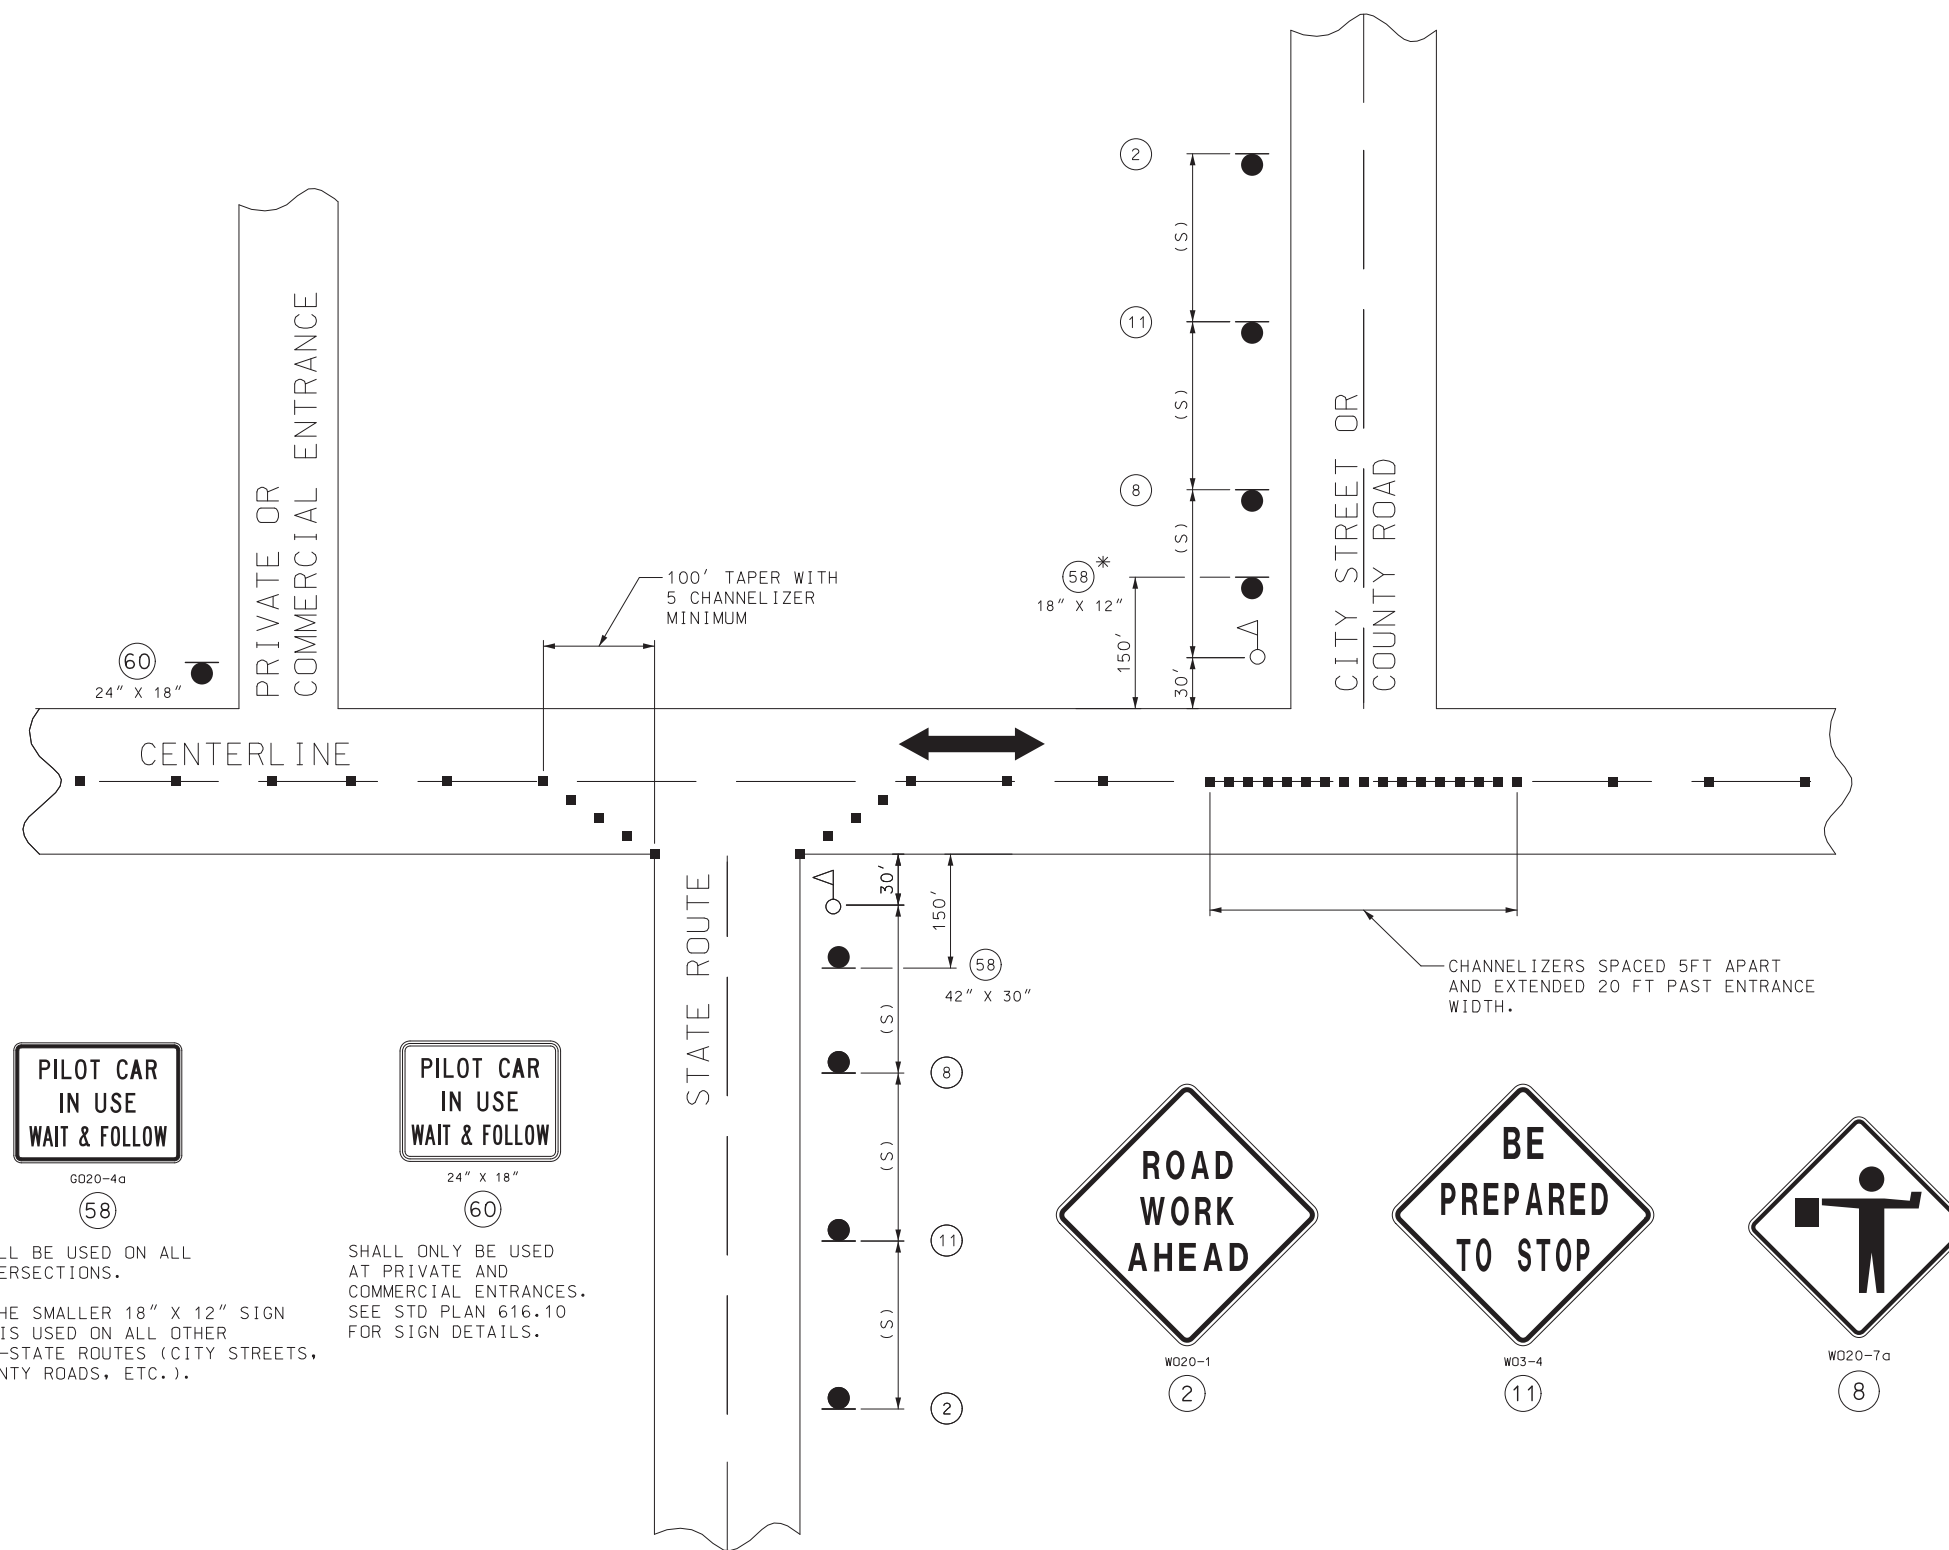 2
(S)
11
(S)
8
(S)
58*
18" X 12"
150'
30'
CITY STREET OR
COUNTY ROAD
PRIVATE OR
COMMERCIAL ENTRANCE
60
24" X 18"
100' TAPER WITH
5 CHANNELIZER
MINIMUM
CENTERLINE
STATE ROUTE
30'
150'
58
42" X 30"
(S)
8
(S)
11
(S)
2
CHANNELIZERS SPACED 5FT APART
AND EXTENDED 20 FT PAST ENTRANCE
WIDTH.
PILOT CAR
IN USE
WAIT & FOLLOW
GO20-4a
58
LL BE USED ON ALL
ERSECTIONS.
HE SMALLER 18" X 12" SIGN
IS USED ON ALL OTHER
-STATE ROUTES (CITY STREETS,
NTY ROADS, ETC.).
PILOT CAR
IN USE
WAIT & FOLLOW
24" X 18"
60
SHALL ONLY BE USED
AT PRIVATE AND
COMMERCIAL ENTRANCES.
SEE STD PLAN 616.10
FOR SIGN DETAILS.
ROAD
WORK
AHEAD
WO20-1
2
BE
PREPARED
TO STOP
WO3-4
11
WO20-7a
8